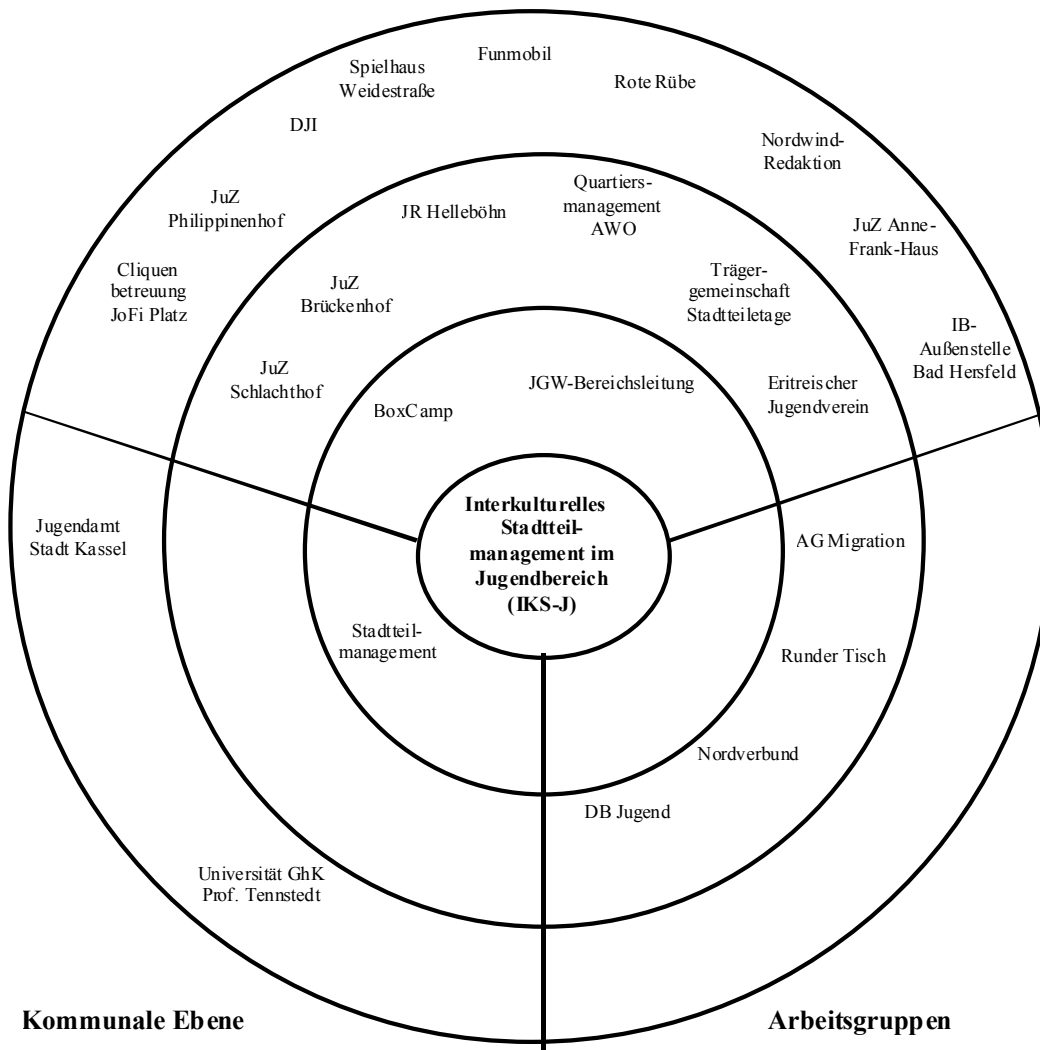 Funmobil
Spielhaus
Weidestraße
Rote Rübe
DJI
Nordwind-
Redaktion
JuZ
Philippinenhof
JR Helleböhn
Quartiers-
management
AWO
JuZ Anne-
Frank-Haus
Cliquen
betreuung
JoFi Platz
JuZ
Brückenhof
Träger-
gemeinschaft
Stadtteiletage
IB-
Außenstelle
Bad Hersfeld
JuZ
Schlachthof
BoxCamp
JGW-Bereichsleitung
Eritreischer
Jugendverein
Interkulturelles
Stadtteil-
management im
Jugendbereich
(IKS-J)
Jugendamt
Stadt Kassel
AG Migration
Stadtteil-
management
Runder Tisch
Nordverbund
DB Jugend
Universität GhK
Prof. Tennstedt
Kommunale Ebene
Arbeitsgruppen